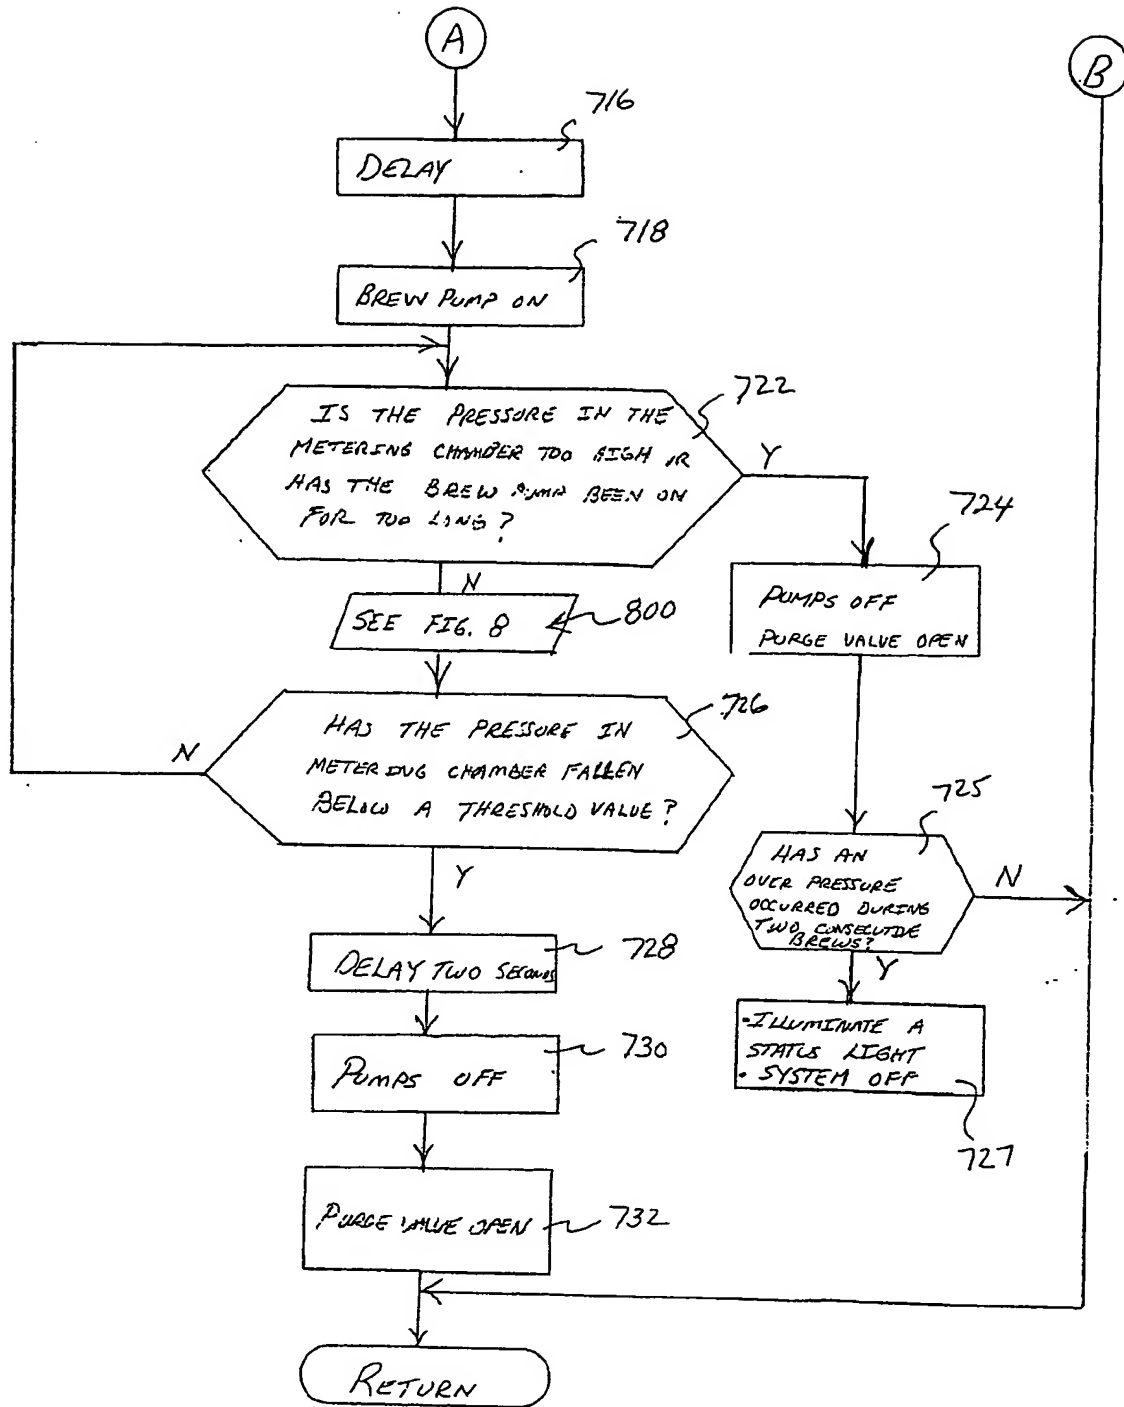 A
B
716
DELAY
718
BREW PUMP ON
722
IS THE PRESSURE IN THE
METERING CHAMBER TOO HIGH OR
HAS THE BREW PUMP BEEN ON
FOR TOO LONG?
Y
N
724
PUMPS OFF
PURGE VALVE OPEN
SEE FIG. 8
800
726
HAS THE PRESSURE IN
METERING CHAMBER FALLEN
BELOW A THRESHOLD VALUE?
N
Y
725
HAS AN
OVER PRESSURE
OCCURRED DURING
TWO CONSECUTIVE
BREWS?
N
Y
728
DELAY TWO SECONDS
727
•ILLUMINATE A
STATUS LIGHT
• SYSTEM OFF
730
PUMPS OFF
732
PURGE VALVE OPEN
RETURN